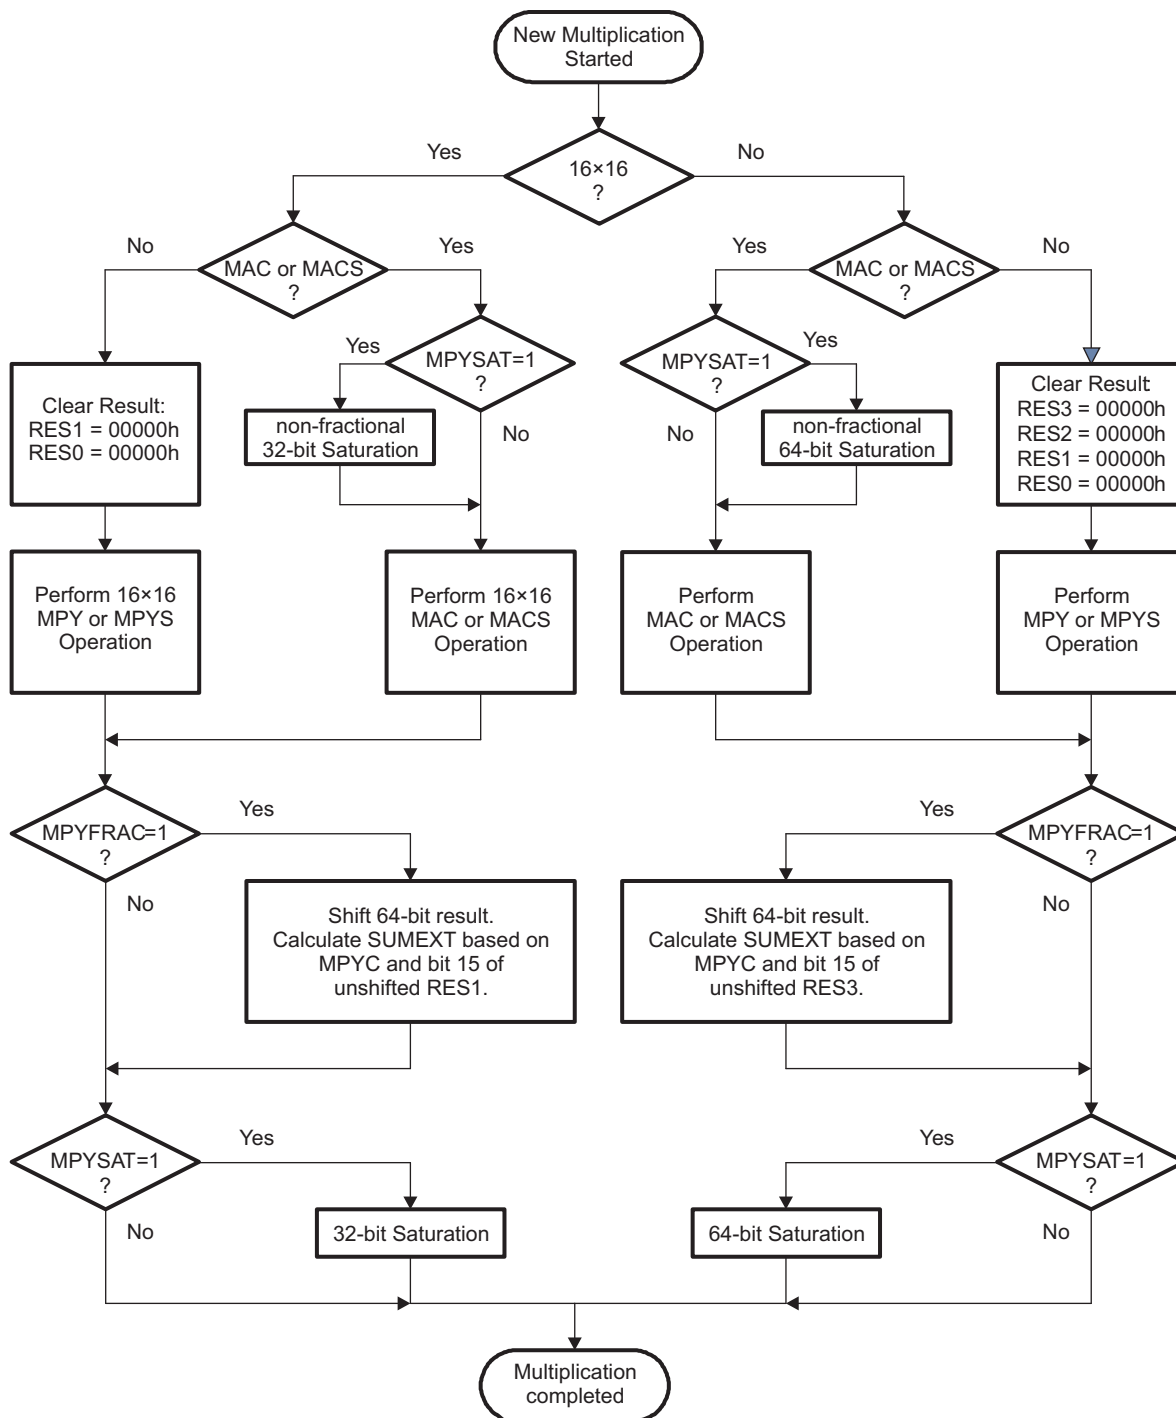 New Multiplication
Started
Yes
No
16×16
?
No
Yes
Yes
No
MAC or MACS
?
MAC or MACS
?
Yes
MPYSAT=1
?
MPYSAT=1
?
Yes
Clear Result:
RES1 = 00000h
RES0 = 00000h
non-fractional
32-bit Saturation
No
No
non-fractional
64-bit Saturation
Clear Result
RES3 = 00000h
RES2 = 00000h
RES1 = 00000h
RES0 = 00000h
Perform 16×16
MPY or MPYS
Operation
Perform 16×16
MAC or MACS
Operation
Perform
MAC or MACS
Operation
Perform
MPY or MPYS
Operation
MPYFRAC=1
?
Yes
Yes
MPYFRAC=1
?
No
No
Shift 64-bit result.
Calculate SUMEXT based on
MPYC and bit 15 of
unshifted RES1.
Shift 64-bit result.
Calculate SUMEXT based on
MPYC and bit 15 of
unshifted RES3.
MPYSAT=1
?
Yes
Yes
MPYSAT=1
?
No
32-bit Saturation
64-bit Saturation
No
Multiplication
completed